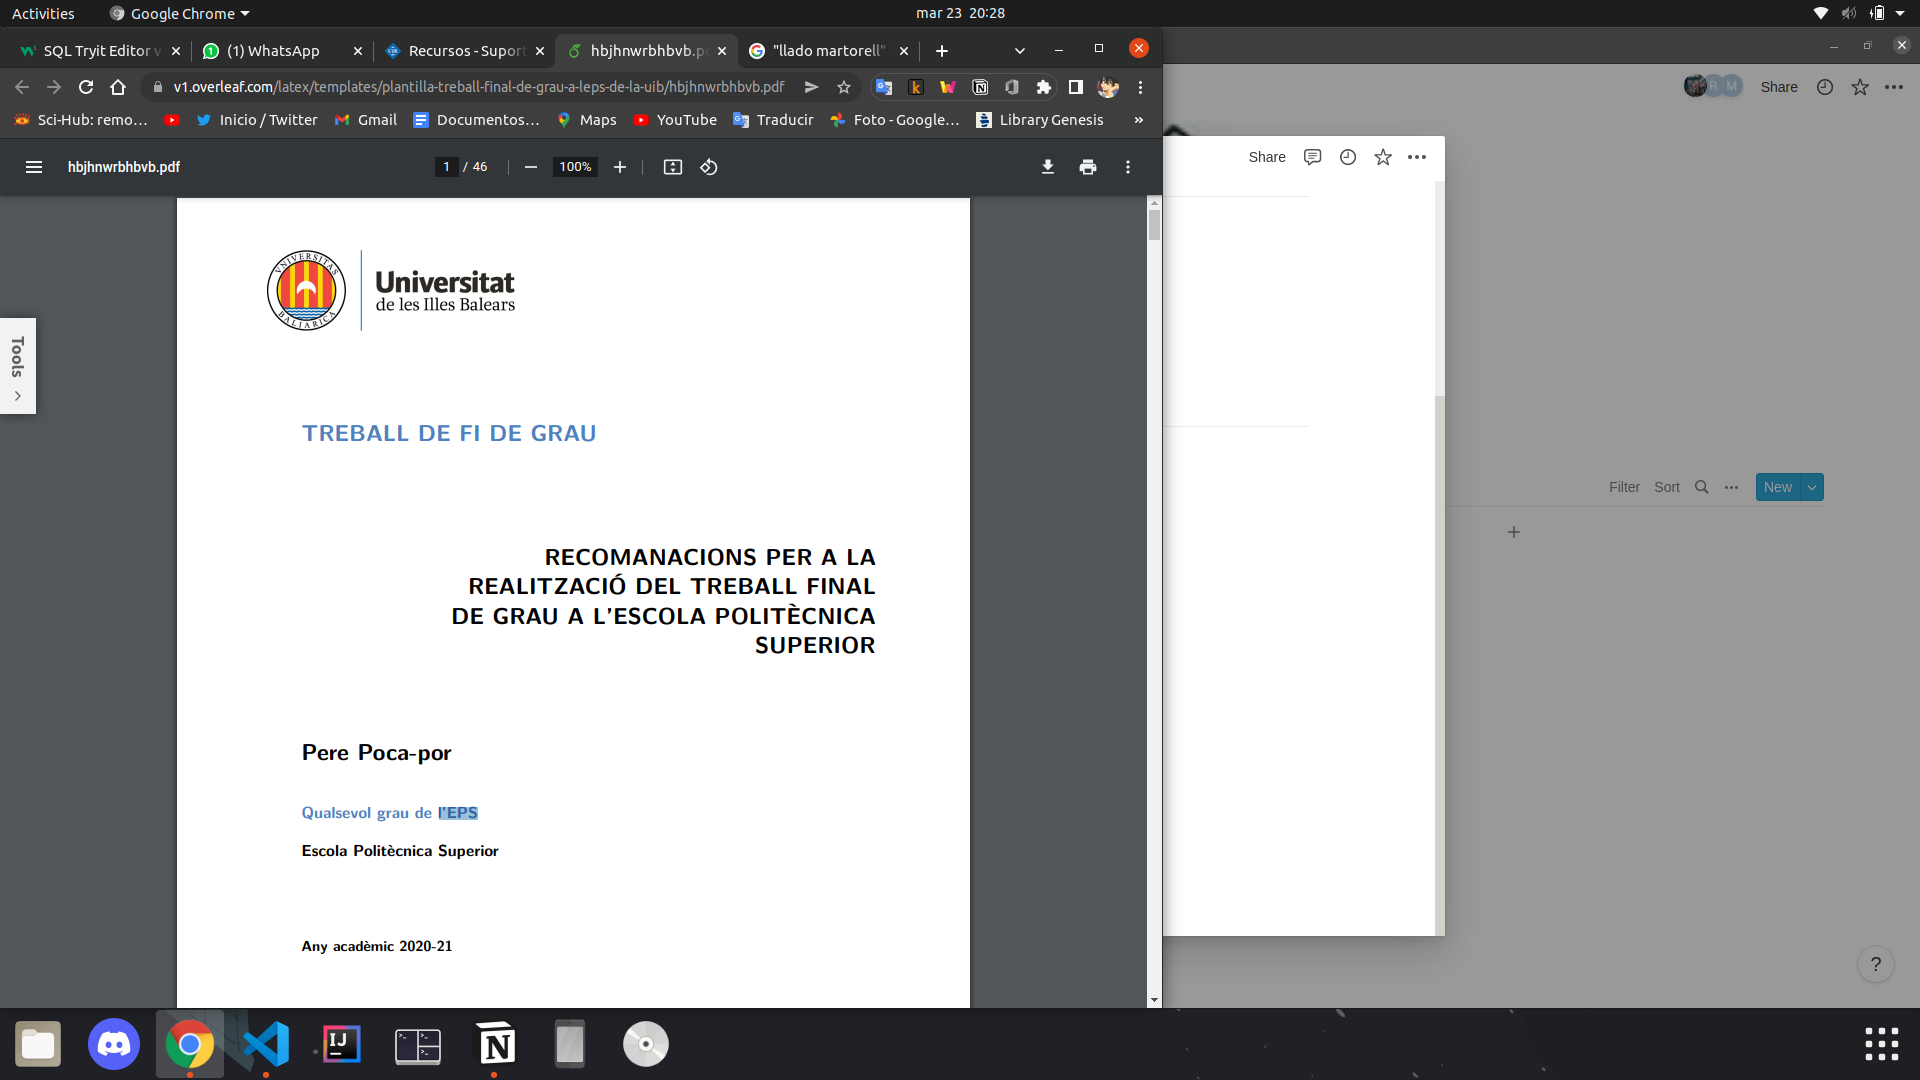 Activities
Google Chrome
mar 23 20:28
SQL Tryit Editor v
(1) WhatsApp
Recursos - Suport
hbjhnwrbhbvb.p
"llado martorell"
v1.overleaf.com/latex/templates/plantilla-treball-final-de-grau-a-leps-de-la-uib/hbjhnwrbhbvb.pdf
Sci-Hub: remo...
Inicio / Twitter
Gmail
Documentos...
Maps
YouTube
Traducir
Foto - Google...
Library Genesis
»
hbjhnwrbhbvb.pdf
1 / 46
100%
VNIVERSITAS
BALIARICA
Universitat
de les Illes Balears
Tools
TREBALL DE FI DE GRAU
RECOMANACIONS PER A LA
REALITZACIÓ DEL TREBALL FINAL
DE GRAU A L'ESCOLA POLITÈCNICA
SUPERIOR
Pere Poca-por
Qualsevol grau de l'EPS
Escola Politècnica Superior
Any acadèmic 2020-21
Share
R
M
Share
Filter
Sort
New
?
IJ
N